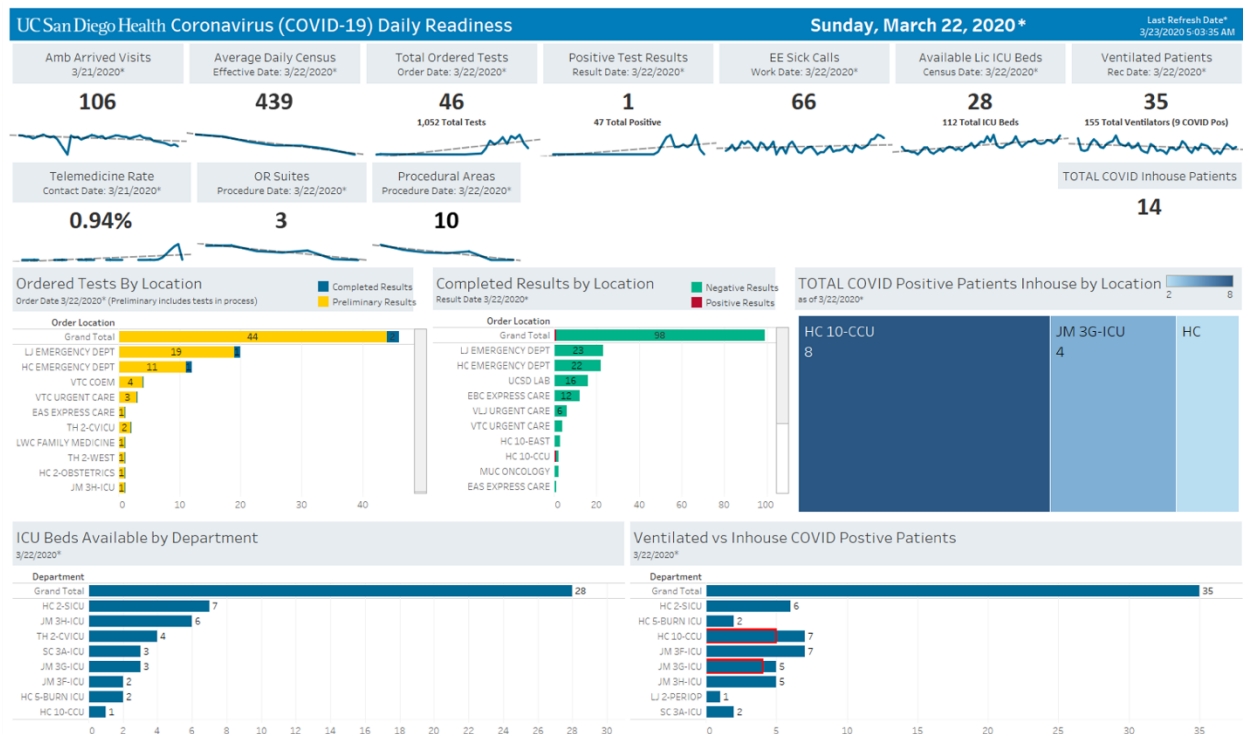 UC San Diego Health Coronavirus (COVID-19) Daily Readiness
Sunday, March 22, 2020*
Last Refresh Date*
3/23/2020 5:03:35 AM
Amb Arrived Visits
3/21/2020*
106
Average Daily Census
Effective Date: 3/22/2020*
439
Total Ordered Tests
Order Date: 3/22/2020*
46
1,052 Total Tests
Positive Test Results
Result Date: 3/22/2020*
1
47 Total Positive
EE Sick Calls
Work Date: 3/22/2020*
66
Available Lic ICU Beds
Census Date: 3/22/2020*
28
112 Total ICU Beds
Ventilated Patients
Rec Date: 3/22/2020*
35
155 Total Ventilators (9 COVID Pos)
Telemedicine Rate
Contact Date: 3/21/2020*
0.94%
OR Suites
Procedure Date: 3/22/2020*
3
Procedural Areas
Procedure Date: 3/22/2020*
10
TOTAL COVID Inhouse Patients
14
Ordered Tests By Location
Order Date 3/22/2020* (Preliminary includes tests in process)
Completed Results
Preliminary Results
Order Location
Grand Total 44
LJ EMERGENCY DEPT 19 1
HC EMERGENCY DEPT 11 1
VTC COEM 4
VTC URGENT CARE 3
EAS EXPRESS CARE 1
TH 2-CVICU 2
LWC FAMILY MEDICINE 1
TH 2-WEST 1
HC 2-OBSTETRICS 1
JM 3H-ICU 1
0 10 20 30 40
Completed Results by Location
Result Date 3/22/2020*
Negative Results
Positive Results
Order Location
Grand Total 98
LJ EMERGENCY DEPT 23
HC EMERGENCY DEPT 22
UCSD LAB 16
EBC EXPRESS CARE 12
VLJ URGENT CARE 6
VTC URGENT CARE
HC 10-EAST
HC 10-CCU
MUC ONCOLOGY
EAS EXPRESS CARE
0 20 40 60 80 100
TOTAL COVID Positive Patients Inhouse by Location
as of 3/22/2020*
2 8
HC 10-CCU
8
JM 3G-ICU
4
HC
ICU Beds Available by Department
3/22/2020*
Department
Grand Total 28
HC 2-SICU 7
JM 3H-ICU 6
TH 2-CVICU 4
SC 3A-ICU 3
JM 3G-ICU 3
JM 3F-ICU 2
HC 5-BURN ICU 2
HC 10-CCU 1
0 2 4 6 8 10 12 14 16 18 20 22 24 26 28 30
Ventilated vs Inhouse COVID Postive Patients
3/22/2020*
Department
Grand Total 35
HC 2-SICU 6
HC 5-BURN ICU 2
HC 10-CCU 7
JM 3F-ICU 7
JM 3G-ICU 5
JM 3H-ICU 5
LJ 2-PERIOP 1
SC 3A-ICU 2
0 5 10 15 20 25 30 35